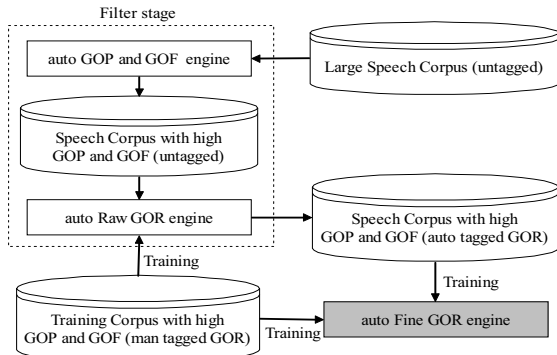 Filter stage
auto GOP and GOF engine
Large Speech Corpus (untagged)
Speech Corpus with high
GOP and GOF (untagged)
auto Raw GOR engine
Speech Corpus with high
GOP and GOF (auto tagged GOR)
Training
Training
Training Corpus with high
GOP and GOF (man tagged GOR)
Training
auto Fine GOR engine